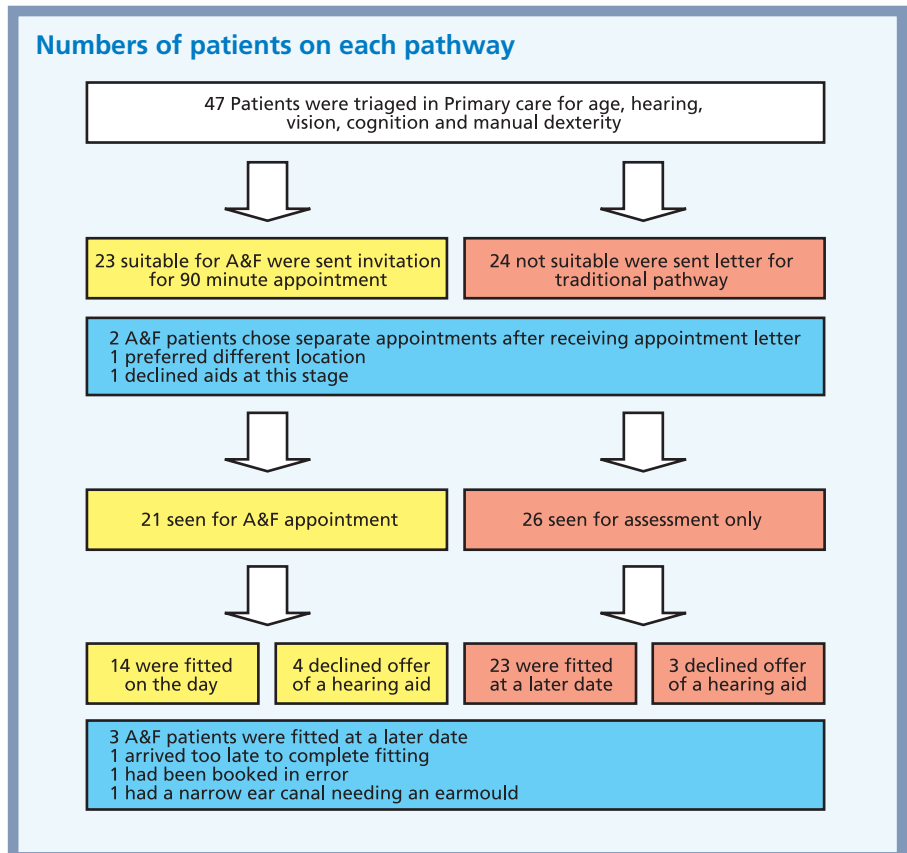 Numbers of patients on each pathway
47 Patients were triaged in Primary care for age, hearing,
vision, cognition and manual dexterity
23 suitable for A&F were sent invitation
for 90 minute appointment
24 not suitable were sent letter for
traditional pathway
2 A&F patients chose separate appointments after receiving appointment letter
1 preferred different location
1 declined aids at this stage
21 seen for A&F appointment
26 seen for assessment only
14 were fitted
on the day
4 declined offer
of a hearing aid
23 were fitted
at a later date
3 declined offer
of a hearing aid
3 A&F patients were fitted at a later date
1 arrived too late to complete fitting
1 had been booked in error
1 had a narrow ear canal needing an earmould